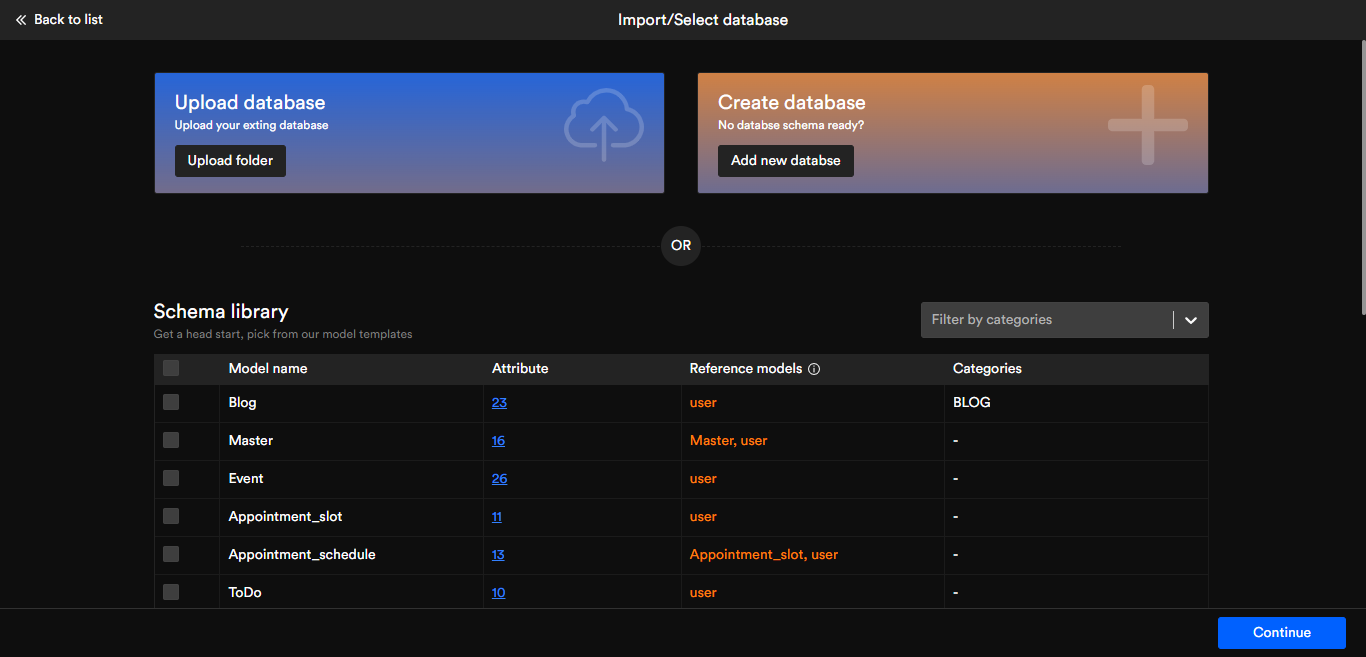 Back to list
Import/Select database
Upload database
Upload your exting database
Upload folder
Create database
No databse schema ready?
Add new databse
OR
Schema library
Get a head start, pick from our model templates
Filter by categories
Model name Attribute Reference models Categories
Blog 23 user BLOG
Master 16 Master, user -
Event 26 user -
Appointment_slot 11 user -
Appointment_schedule 13 Appointment_slot, user -
ToDo 10 user -
Continue